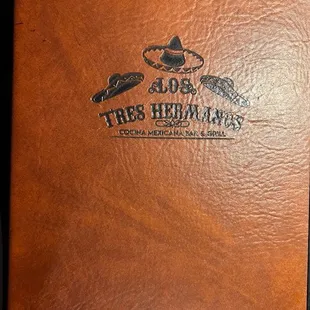 LOS
TRES HERMANOS
COCINA MEXICANA, BAR & GRILL